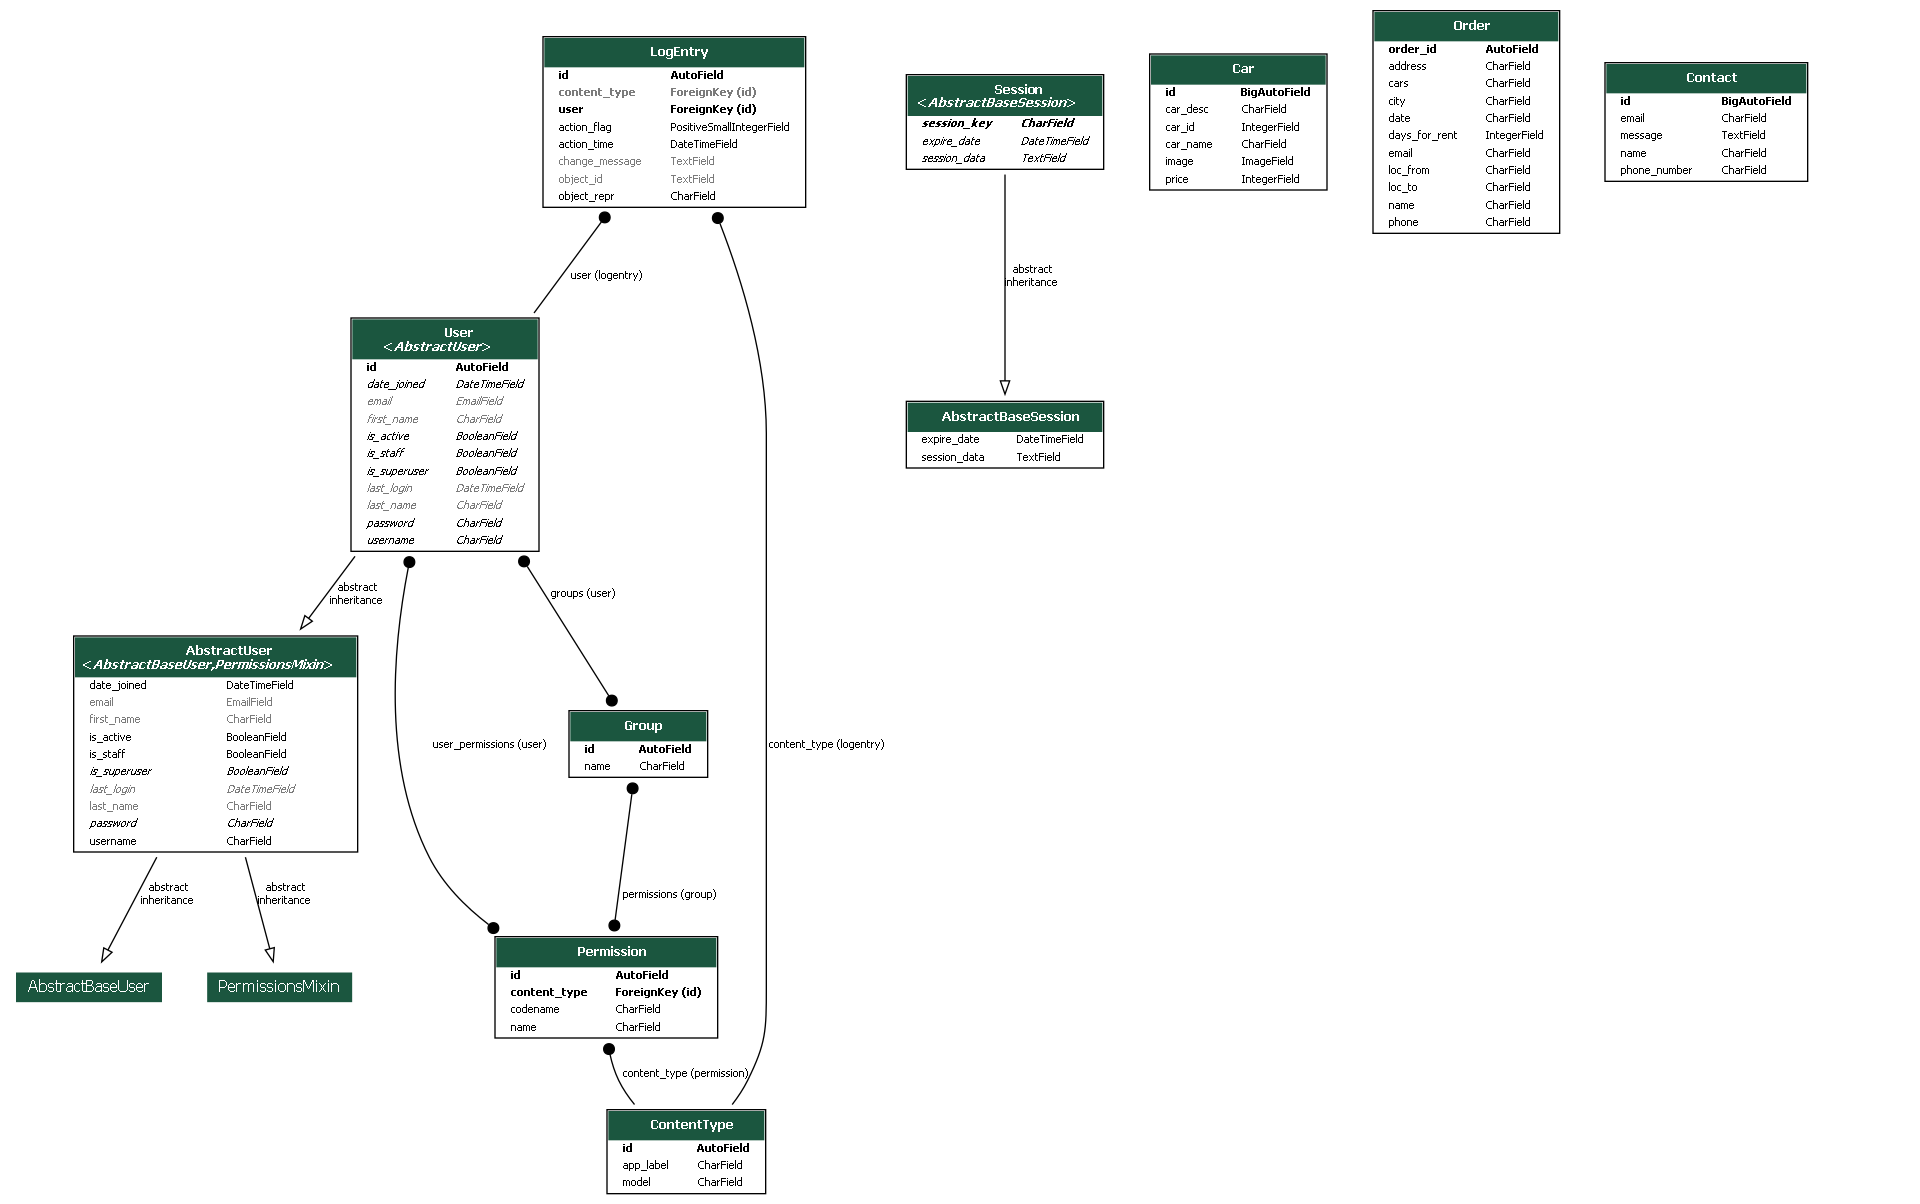 LogEntry
id AutoField
content_type ForeignKey (id)
user ForeignKey (id)
action_flag PositiveSmallIntegerField
action_time DateTimeField
change_message TextField
object_id TextField
object_repr CharField
user (logentry)
User
<AbstractUser>
id AutoField
date_joined DateTimeField
email EmailField
first_name CharField
is_active BooleanField
is_staff BooleanField
is_superuser BooleanField
last_login DateTimeField
last_name CharField
password CharField
username CharField
abstract
inheritance
groups (user)
AbstractUser
<AbstractBaseUser,PermissionsMixin>
date_joined DateTimeField
email EmailField
first_name CharField
is_active BooleanField
is_staff BooleanField
is_superuser BooleanField
last_login DateTimeField
last_name CharField
password CharField
username CharField
user_permissions (user)
Group
id AutoField
name CharField
content_type (logentry)
abstract
inheritance
abstract
inheritance
permissions (group)
AbstractBaseUser
PermissionsMixin
Permission
id AutoField
content_type ForeignKey (id)
codename CharField
name CharField
content_type (permission)
ContentType
id AutoField
app_label CharField
model CharField
Session
<AbstractBaseSession>
session_key CharField
expire_date DateTimeField
session_data TextField
abstract
inheritance
AbstractBaseSession
expire_date DateTimeField
session_data TextField
Car
id BigAutoField
car_desc CharField
car_id IntegerField
car_name CharField
image ImageField
price IntegerField
Order
order_id AutoField
address CharField
cars CharField
city CharField
date CharField
days_for_rent IntegerField
email CharField
loc_from CharField
loc_to CharField
name CharField
phone CharField
Contact
id BigAutoField
email CharField
message TextField
name CharField
phone_number CharField